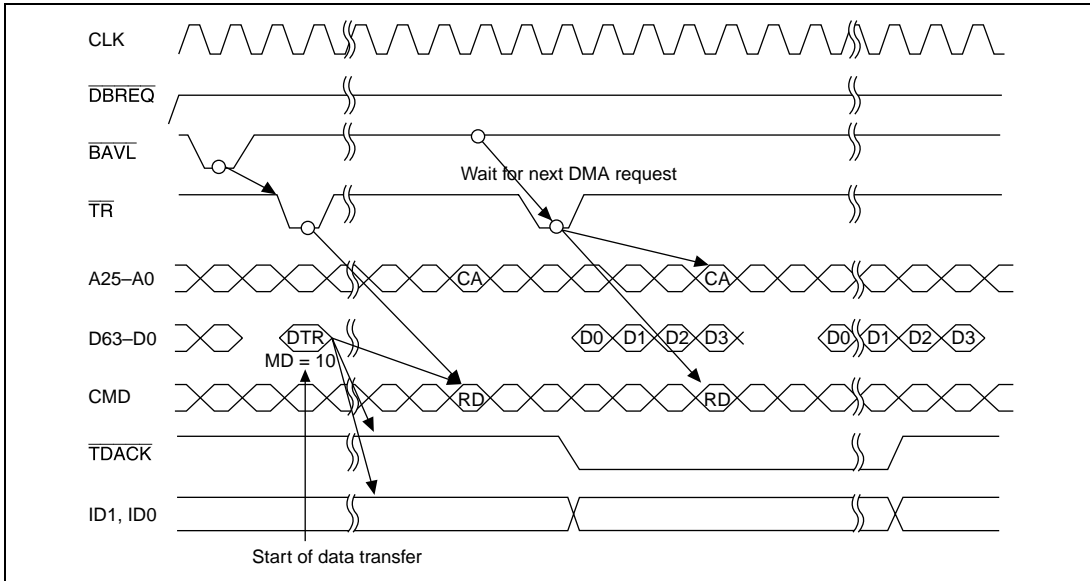 CLK
DBREQ
BAVL
Wait for next DMA request
TR
A25–A0 CA CA
D63–D0 DTR D0 D1 D2 D3 D0 D1 D2 D3
MD = 10
CMD RD RD
TDACK
ID1, ID0
Start of data transfer